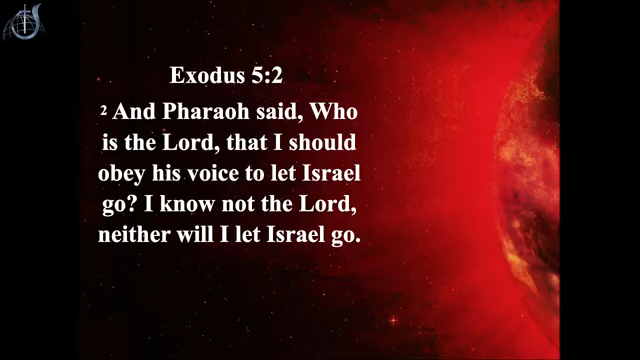 Exodus 5:2
2 And Pharaoh said, Who
is the Lord, that I should
obey his voice to let Israel
go? I know not the Lord,
neither will I let Israel go.